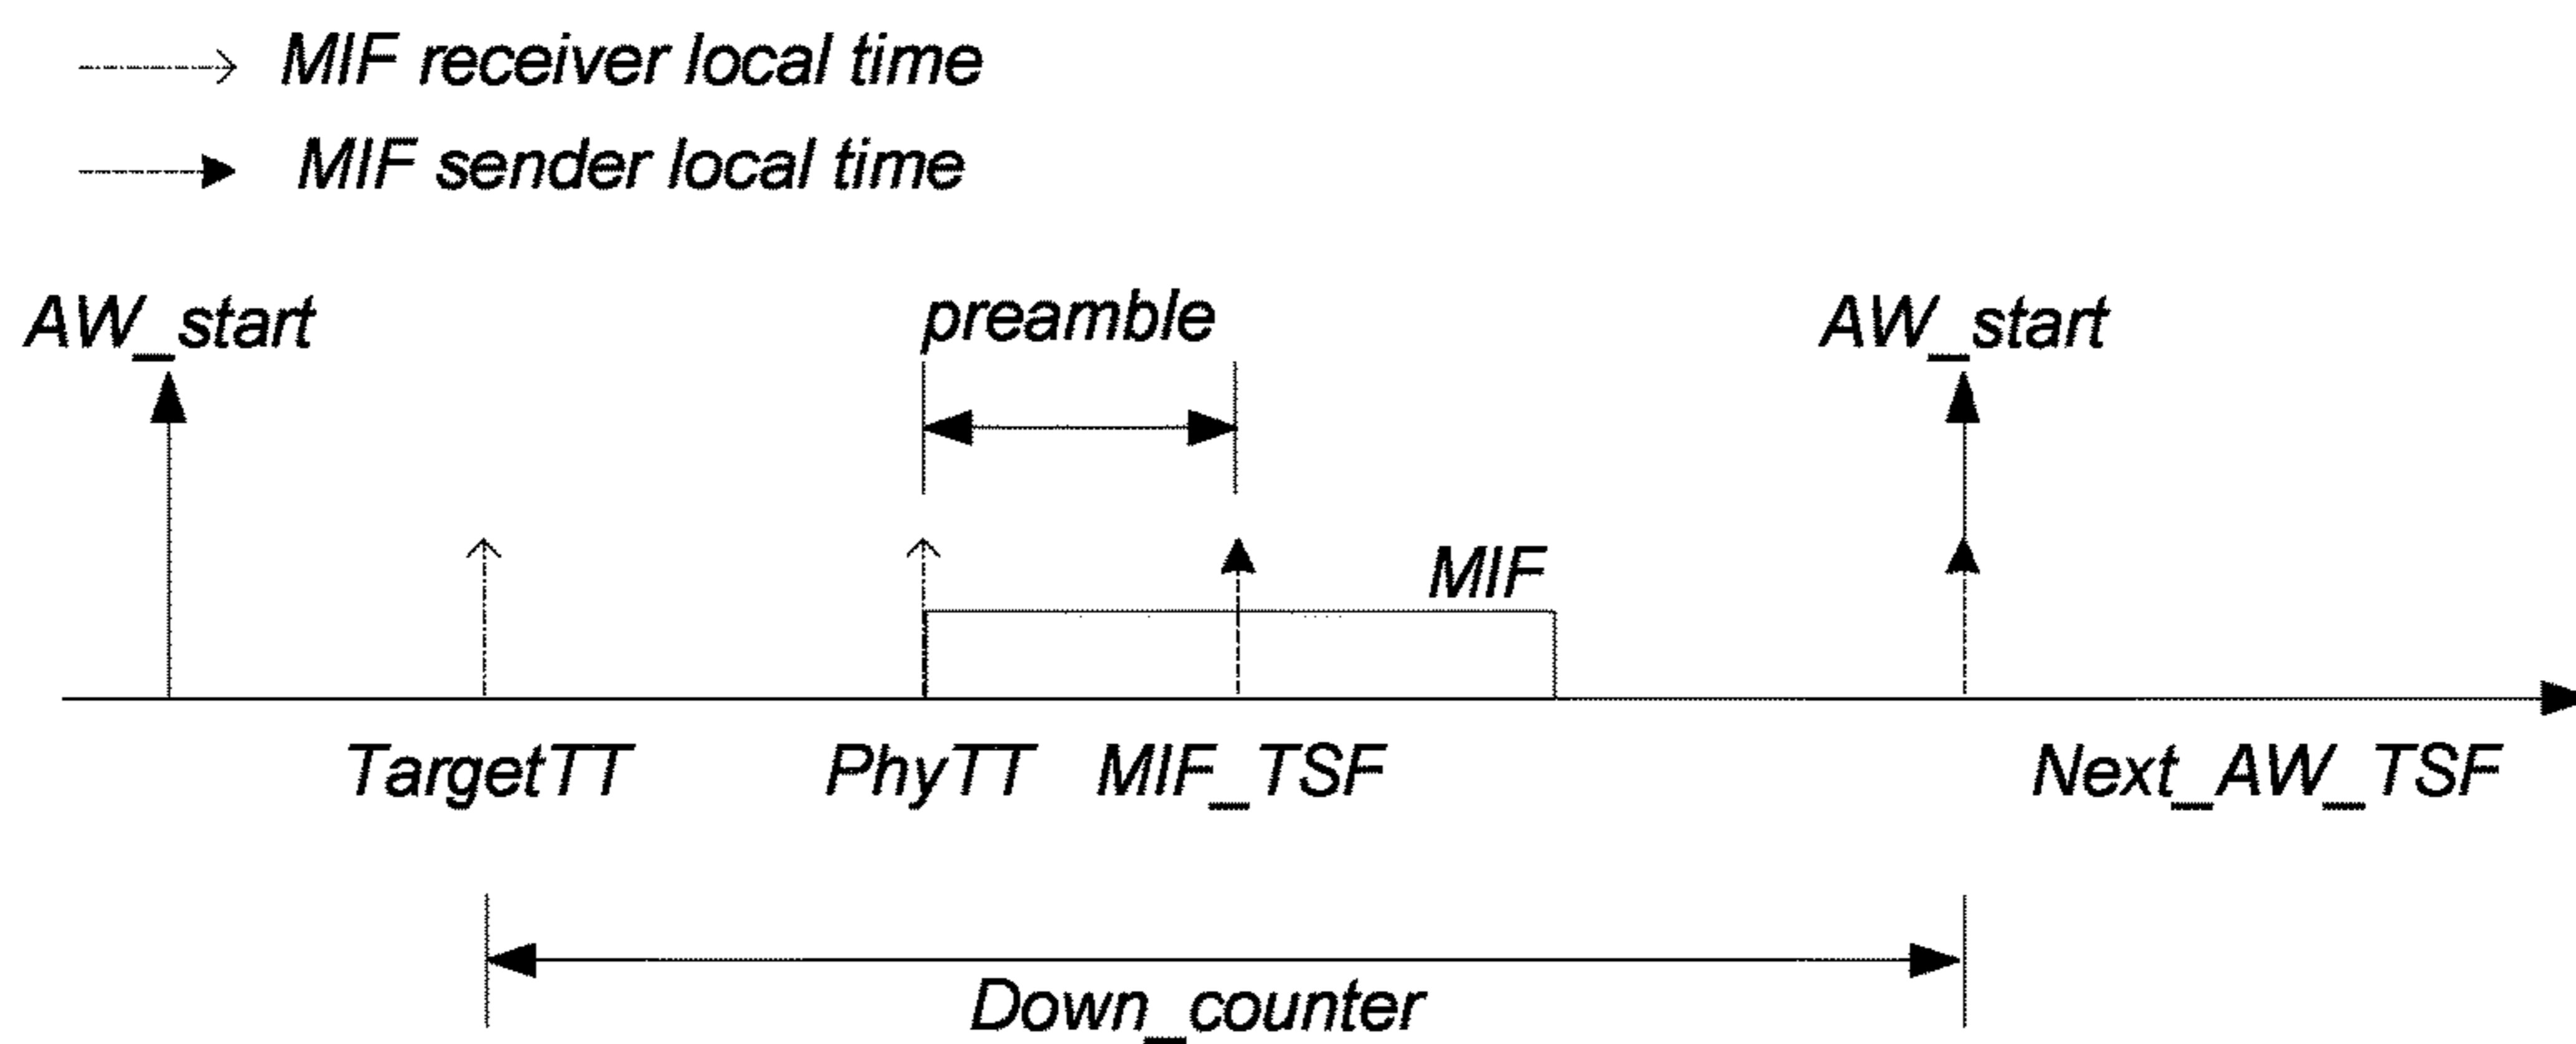 MIF receiver local time
MIF sender local time
AW_start
preamble
AW_start
MIF
TargetTT
PhyTT
MIF_TSF
Next_AW_TSF
Down_counter